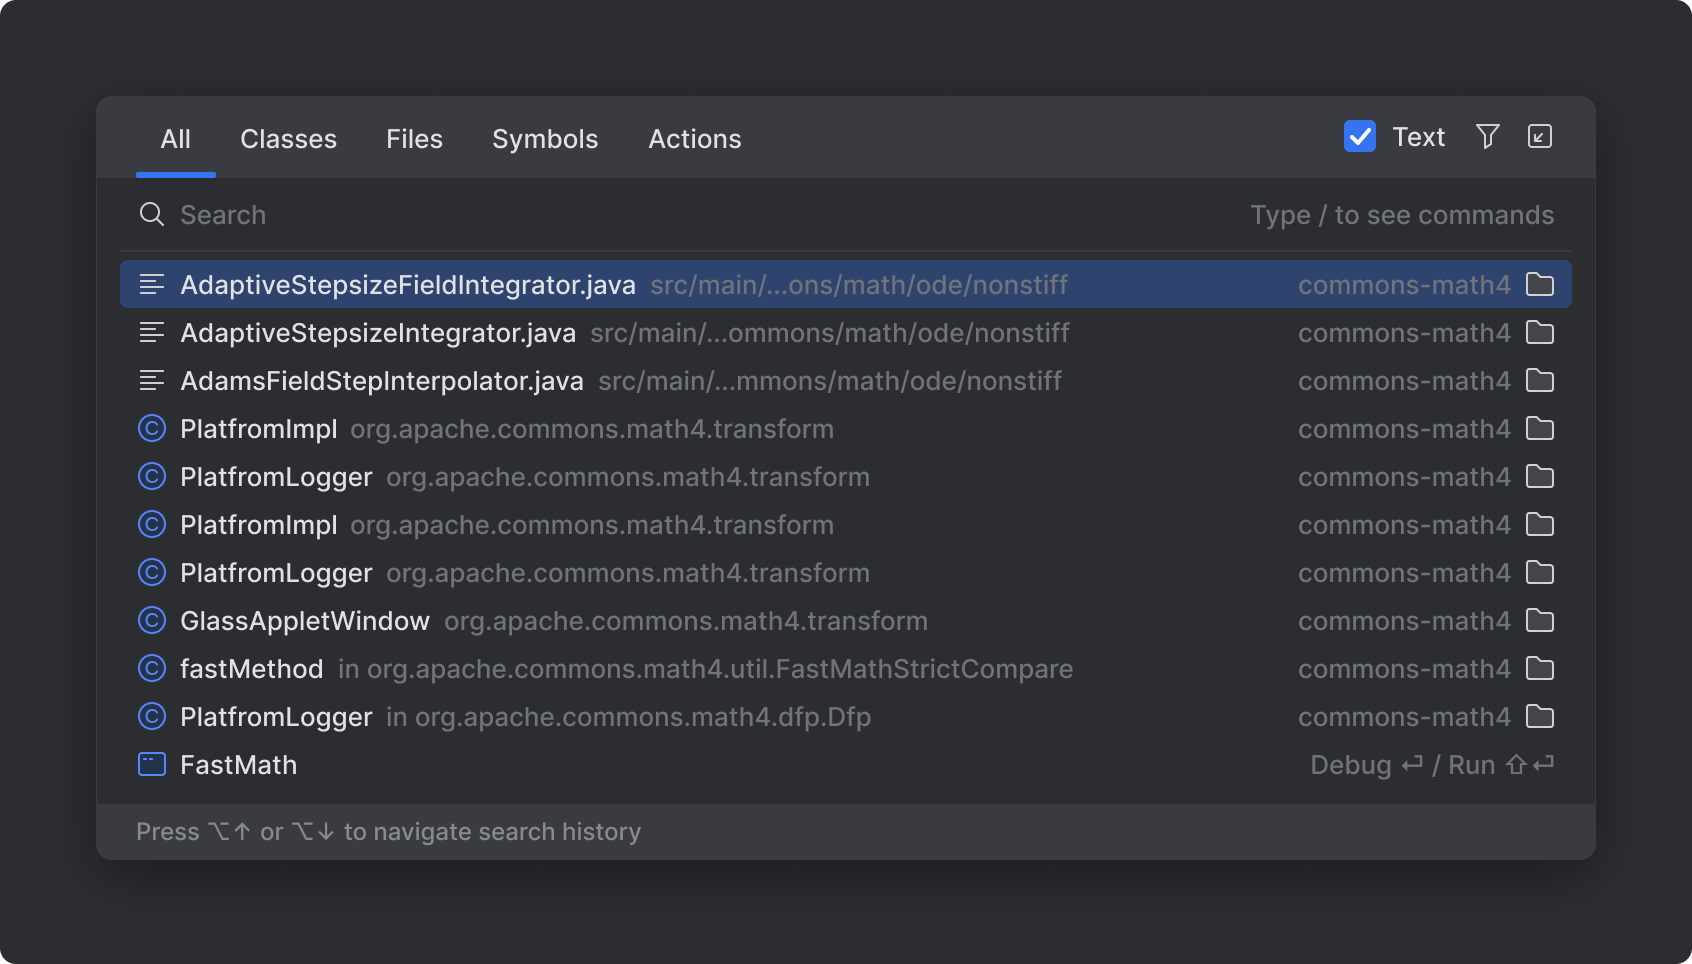 All Classes Files Symbols Actions Text
Search Type / to see commands
AdaptiveStepsizeFieldIntegrator.java src/main/...ons/math/ode/nonstiff commons-math4
AdaptiveStepsizeIntegrator.java src/main/...ommons/math/ode/nonstiff commons-math4
AdamsFieldStepInterpolator.java src/main/...mmons/math/ode/nonstiff commons-math4
PlatfromImpl org.apache.commons.math4.transform commons-math4
PlatfromLogger org.apache.commons.math4.transform commons-math4
PlatfromImpl org.apache.commons.math4.transform commons-math4
PlatfromLogger org.apache.commons.math4.transform commons-math4
GlassAppletWindow org.apache.commons.math4.transform commons-math4
fastMethod in org.apache.commons.math4.util.FastMathStrictCompare commons-math4
PlatfromLogger in org.apache.commons.math4.dfp.Dfp commons-math4
FastMath Debug ⏎ / Run ⇧⏎
Press ⌥↑ or ⌥↓ to navigate search history